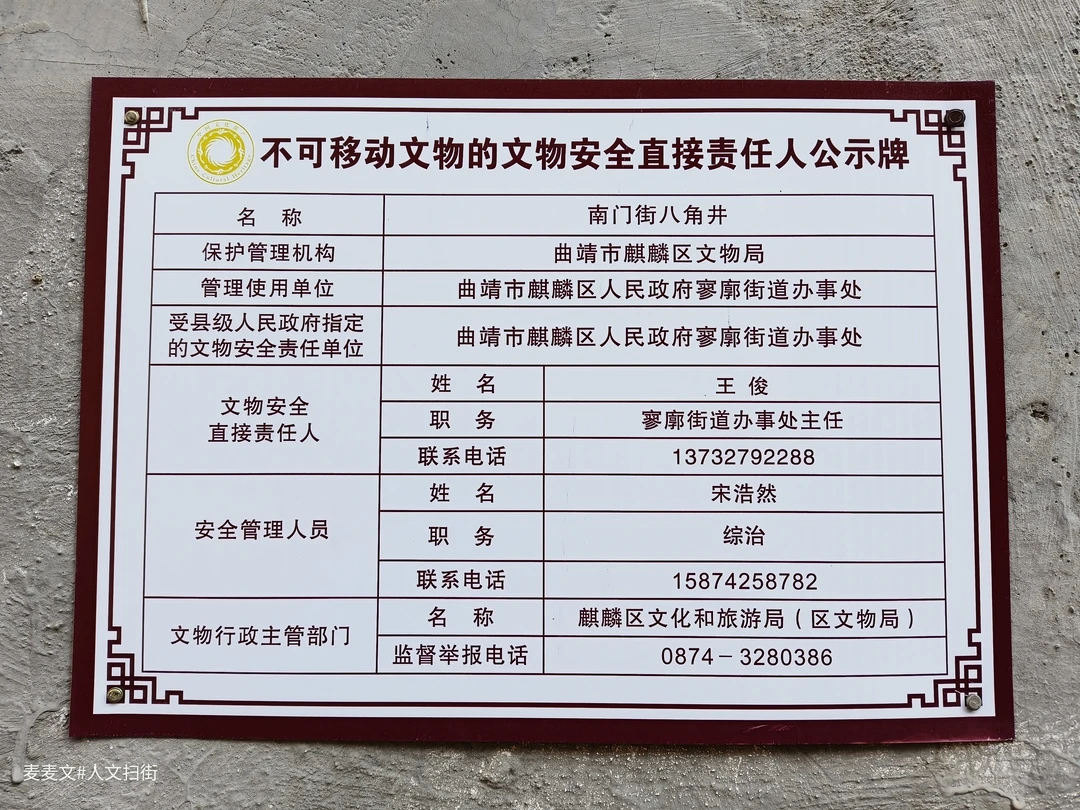 不可移动文物的文物安全直接责任人公示牌
名 称 南门街八角井
保护管理机构 曲靖市麒麟区文物局
管理使用单位 曲靖市麒麟区人民政府寥廓街道办事处
受县级人民政府指定
的文物安全责任单位 曲靖市麒麟区人民政府寥廓街道办事处
文物安全
直接责任人
姓 名 王 俊
职 务 寥廓街道办事处主任
联系电话 13732792288
安全管理人员
姓 名 宋浩然
职 务 综治
联系电话 15874258782
文物行政主管部门
名 称 麒麟区文化和旅游局（区文物局）
监督举报电话 0874－3280386
麦麦文#人文扫街